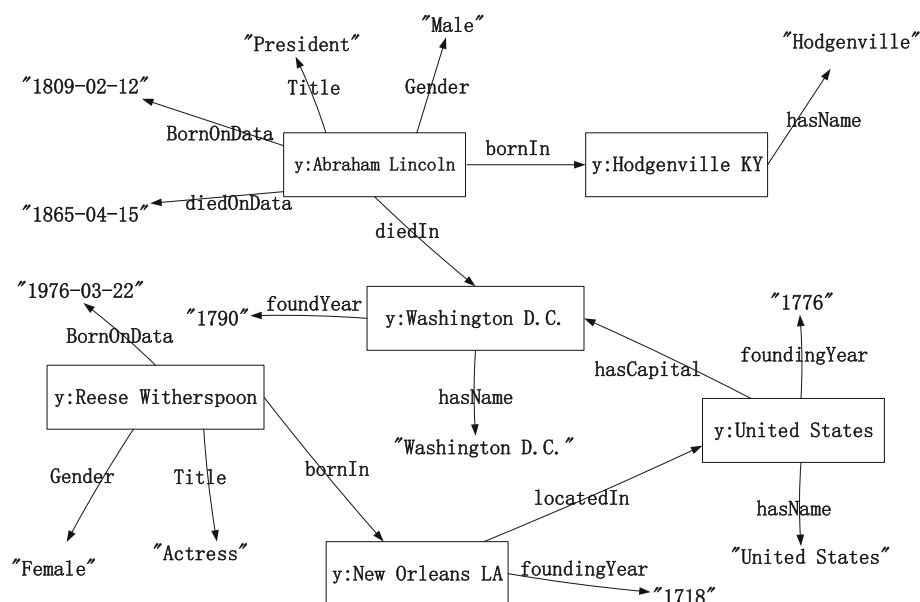 "Male"
"President"
"Hodgenville"
"1809-02-12"
Title
Gender
hasName
BornOnData
bornIn
y:Abraham Lincoln
y:Hodgenville KY
diedOnData
"1865-04-15"
diedIn
"1976-03-22"
foundYear
"1776"
"1790"
y:Washington D.C.
BornOnData
foundingYear
hasCapital
y:Reese Witherspoon
hasName
y:United States
"Washington D.C."
Gender
Title
bornIn
locatedIn
hasName
"Female"
"Actress"
"United States"
y:New Orleans LA
foundingYear
"1718"